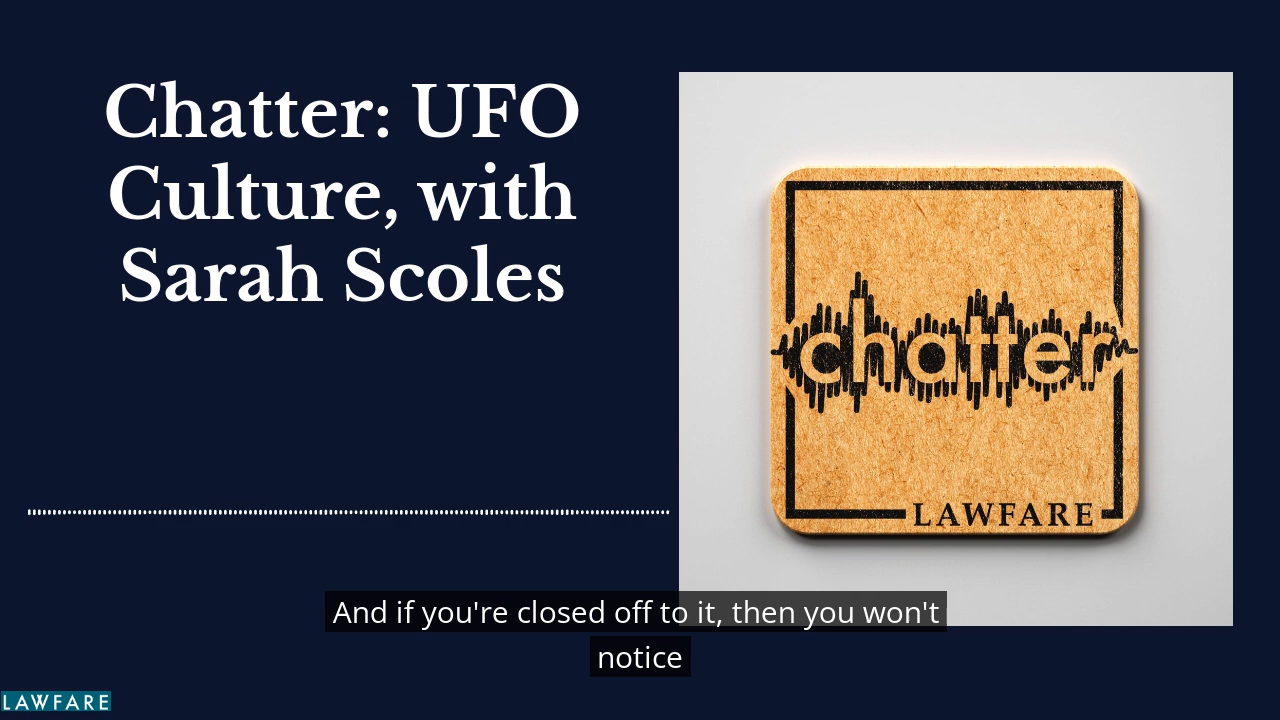 Chatter: UFO
Culture, with
Sarah Scoles
chatter
LAWFARE
And if you're closed off to it, then you won't
notice
LAWFARE